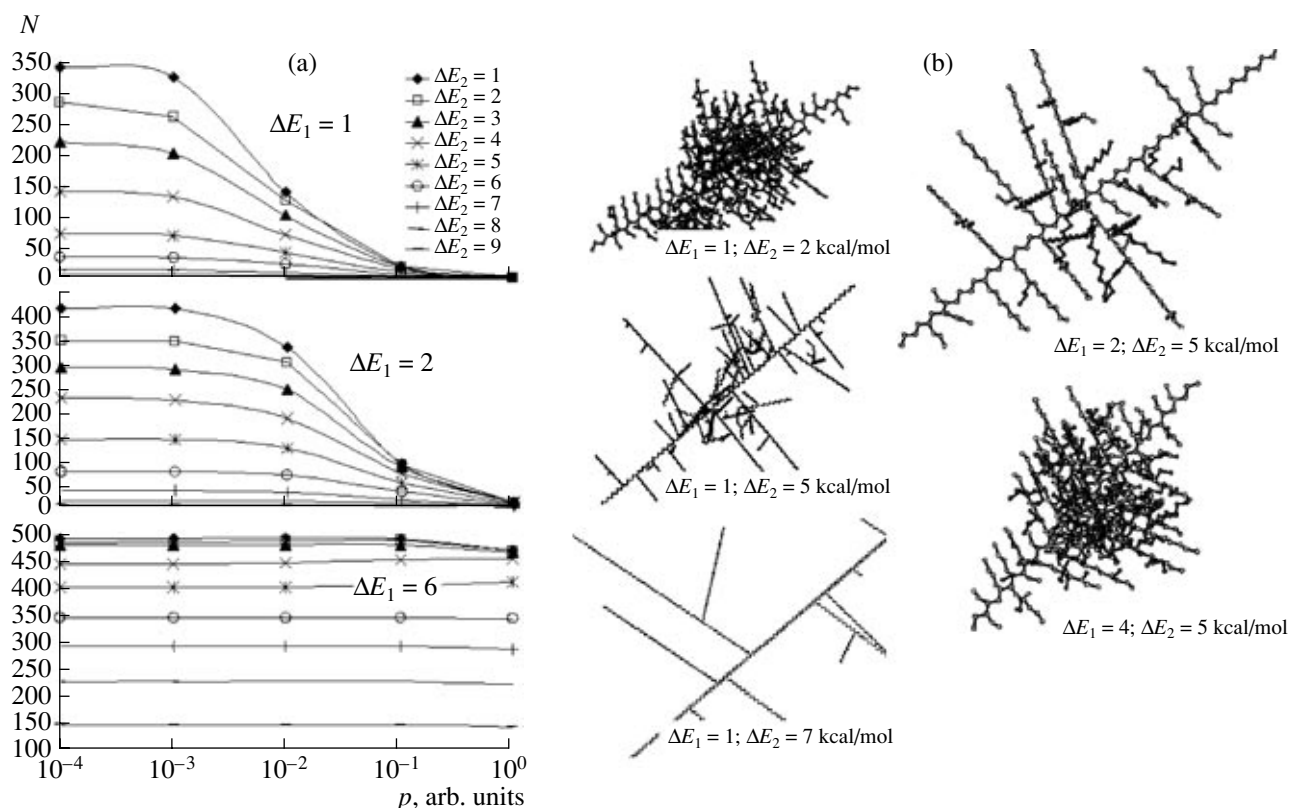 N
(a)
(b)
350
300
250
200
150
100
50
0
ΔE₁ = 1
ΔE₂ = 1
ΔE₂ = 2
ΔE₂ = 3
ΔE₂ = 4
ΔE₂ = 5
ΔE₂ = 6
ΔE₂ = 7
ΔE₂ = 8
ΔE₂ = 9
400
350
300
250
200
150
100
50
0
ΔE₁ = 2
500
450
400
350
300
250
200
150
100
ΔE₁ = 6
10⁻⁴ 10⁻³ 10⁻² 10⁻¹ 10⁰
p, arb. units
ΔE₁ = 1; ΔE₂ = 2 kcal/mol
ΔE₁ = 1; ΔE₂ = 5 kcal/mol
ΔE₁ = 1; ΔE₂ = 7 kcal/mol
ΔE₁ = 2; ΔE₂ = 5 kcal/mol
ΔE₁ = 4; ΔE₂ = 5 kcal/mol